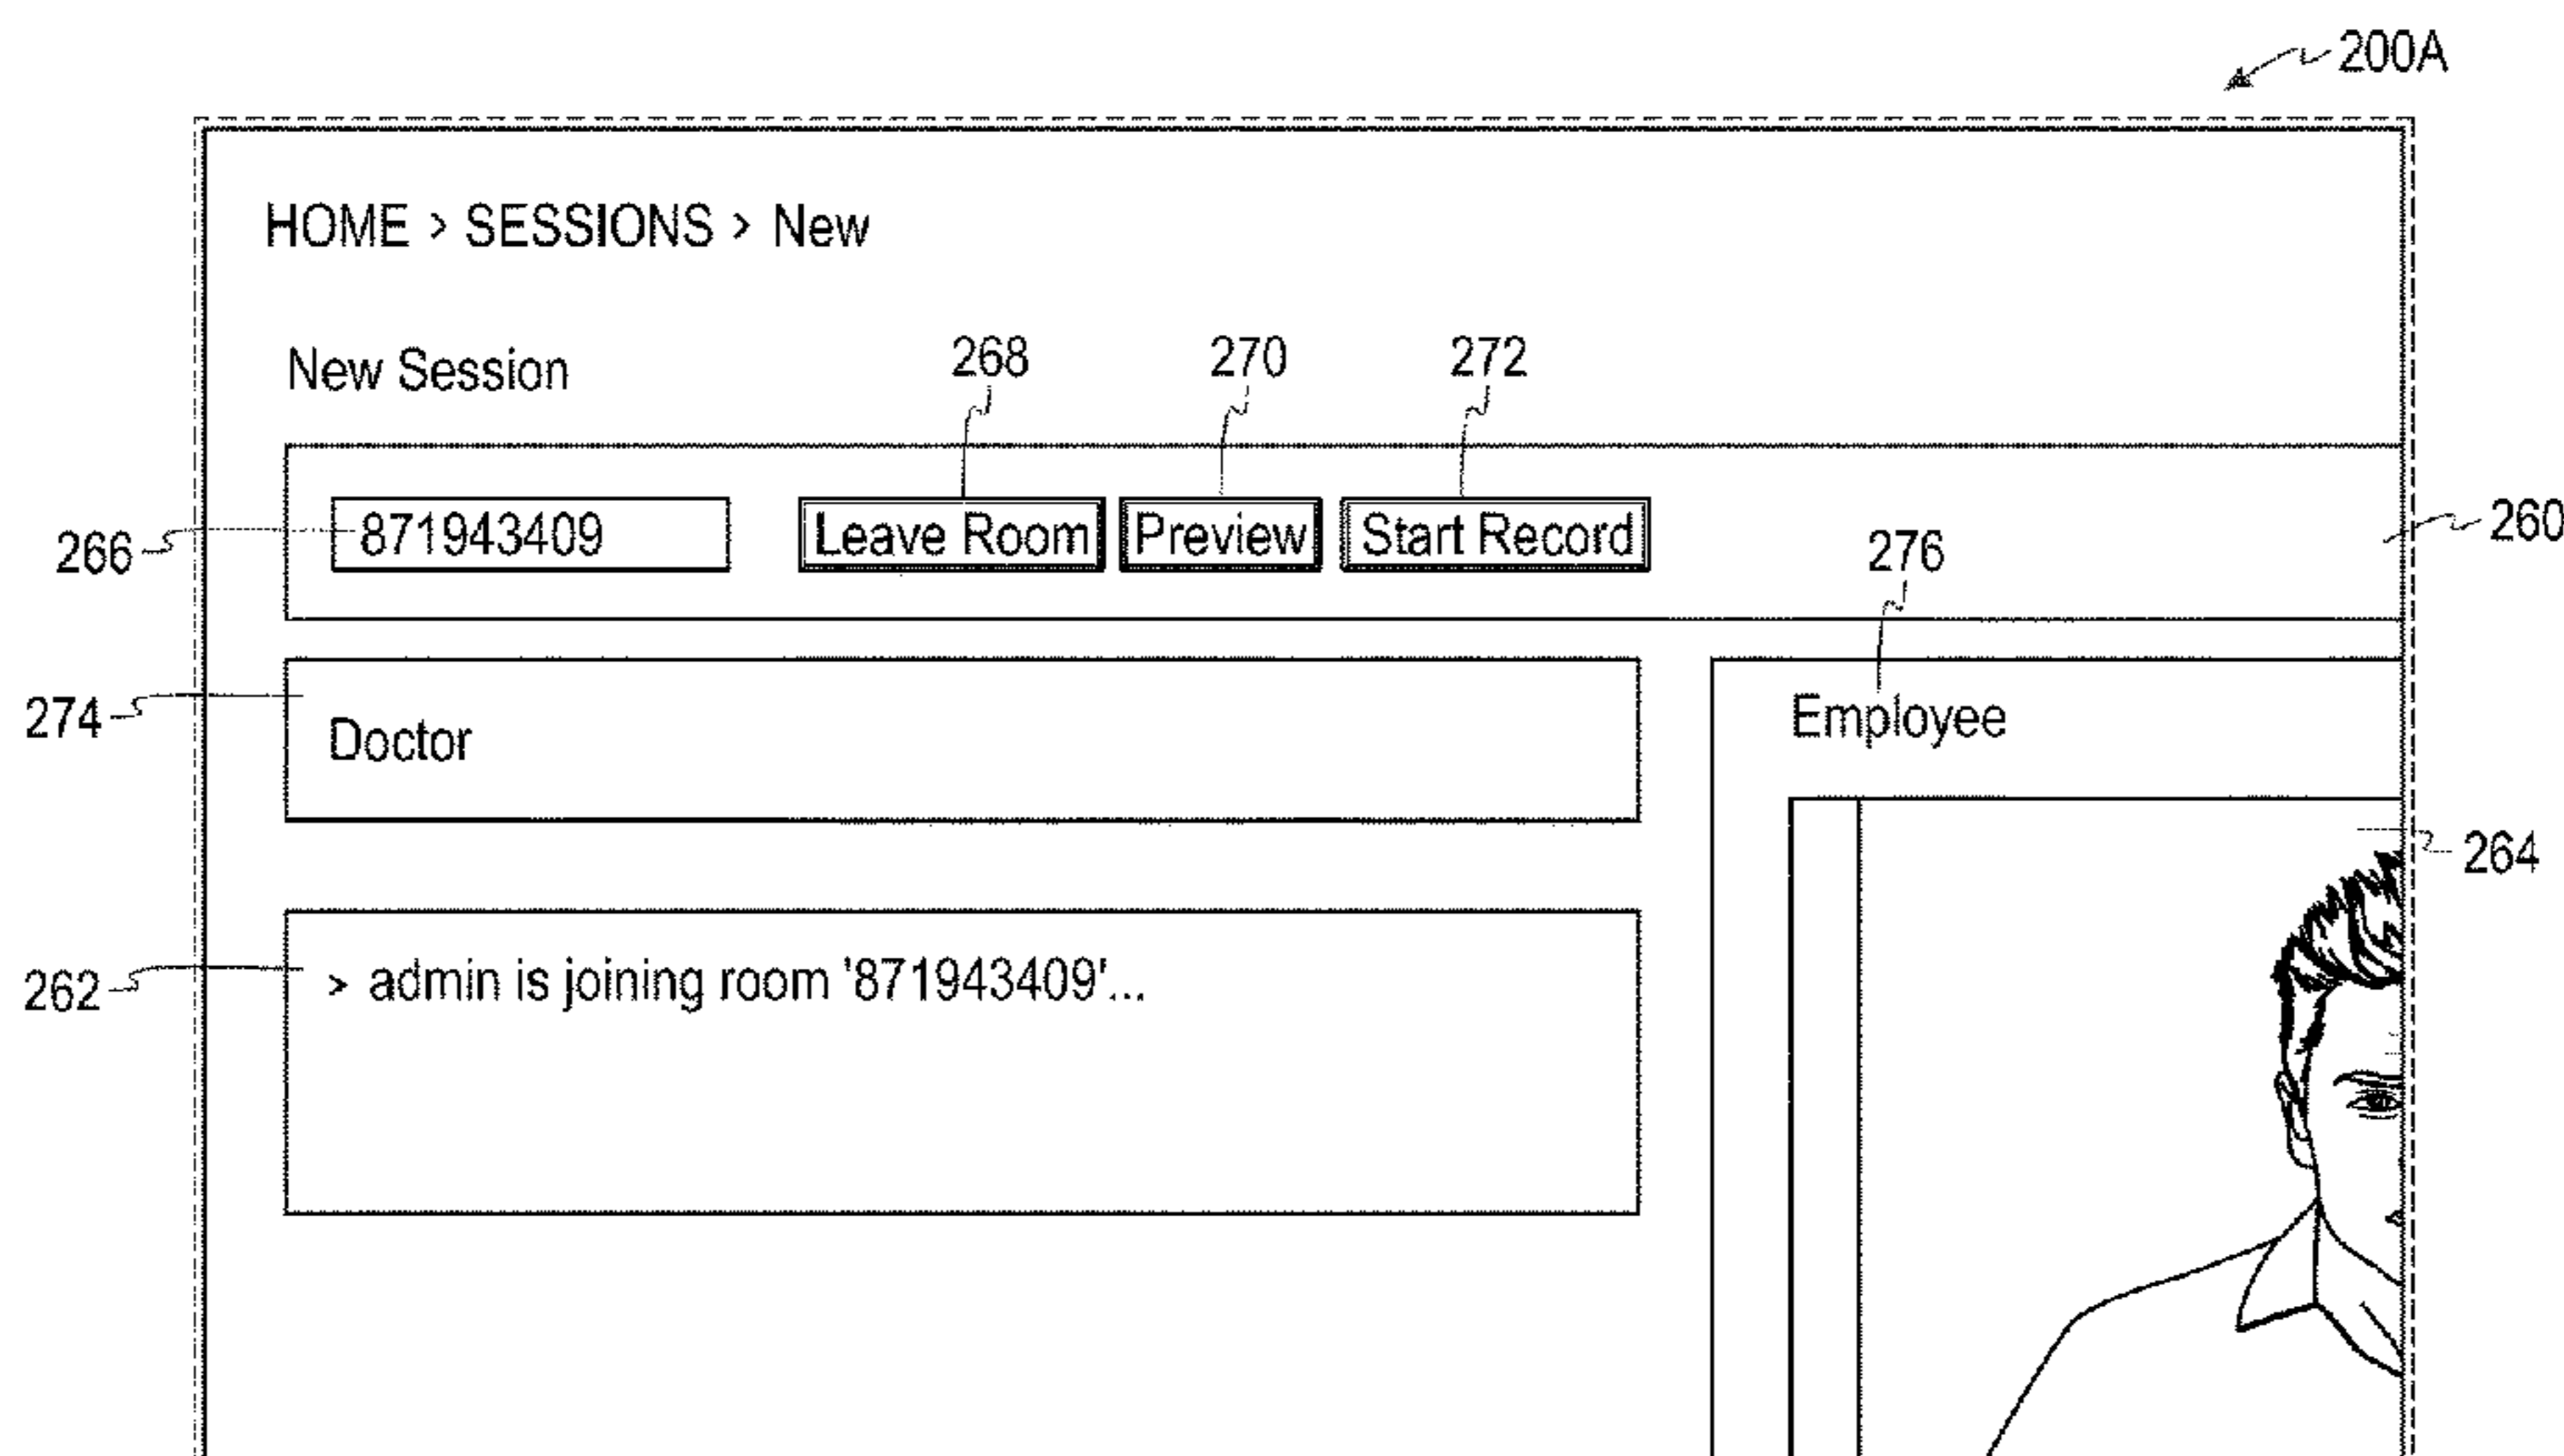 200A
HOME > SESSIONS > New
New Session
268 270 272
266 871943409 Leave Room Preview Start Record 260
276
274 Doctor Employee
264
262 > admin is joining room '871943409'...